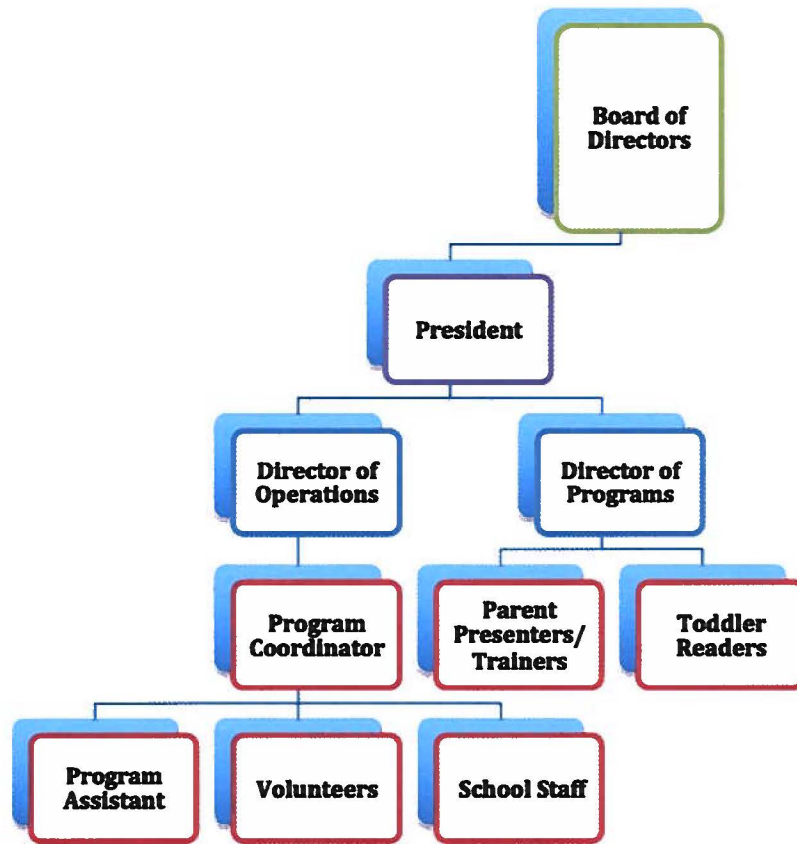 Board of
Directors
President
Director of
Operations
Director of
Programs
Program
Coordinator
Parent
Presenters/
Trainers
Toddler
Readers
Program
Assistant
Volunteers
School Staff